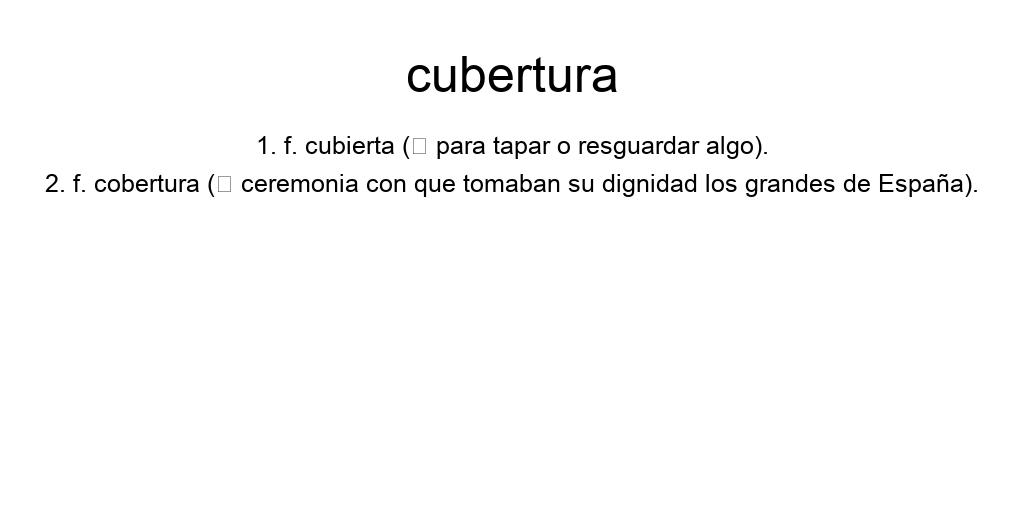 cubertura
1. f. cubierta (□ para tapar o resguardar algo).
2. f. cobertura (□ ceremonia con que tomaban su dignidad los grandes de España).